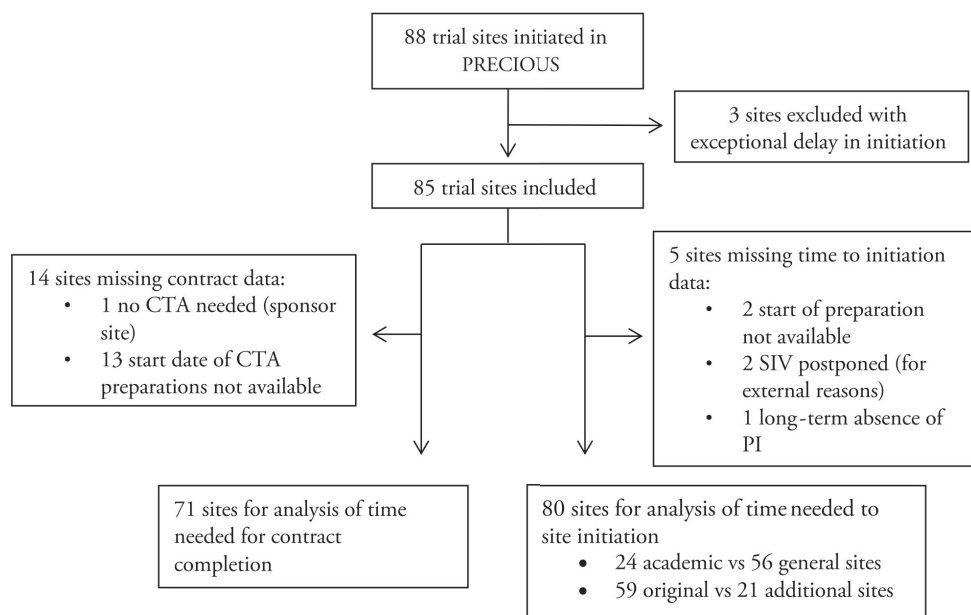 88 trial sites initiated in
PRECIOUS
3 sites excluded with
exceptional delay in initiation
85 trial sites included
14 sites missing contract data:
• 1 no CTA needed (sponsor
site)
• 13 start date of CTA
preparations not available
5 sites missing time to initiation
data:
• 2 start of preparation
not available
• 2 SIV postponed (for
external reasons)
• 1 long-term absence of
PI
71 sites for analysis of time
needed for contract
completion
80 sites for analysis of time needed to
site initiation
• 24 academic vs 56 general sites
• 59 original vs 21 additional sites